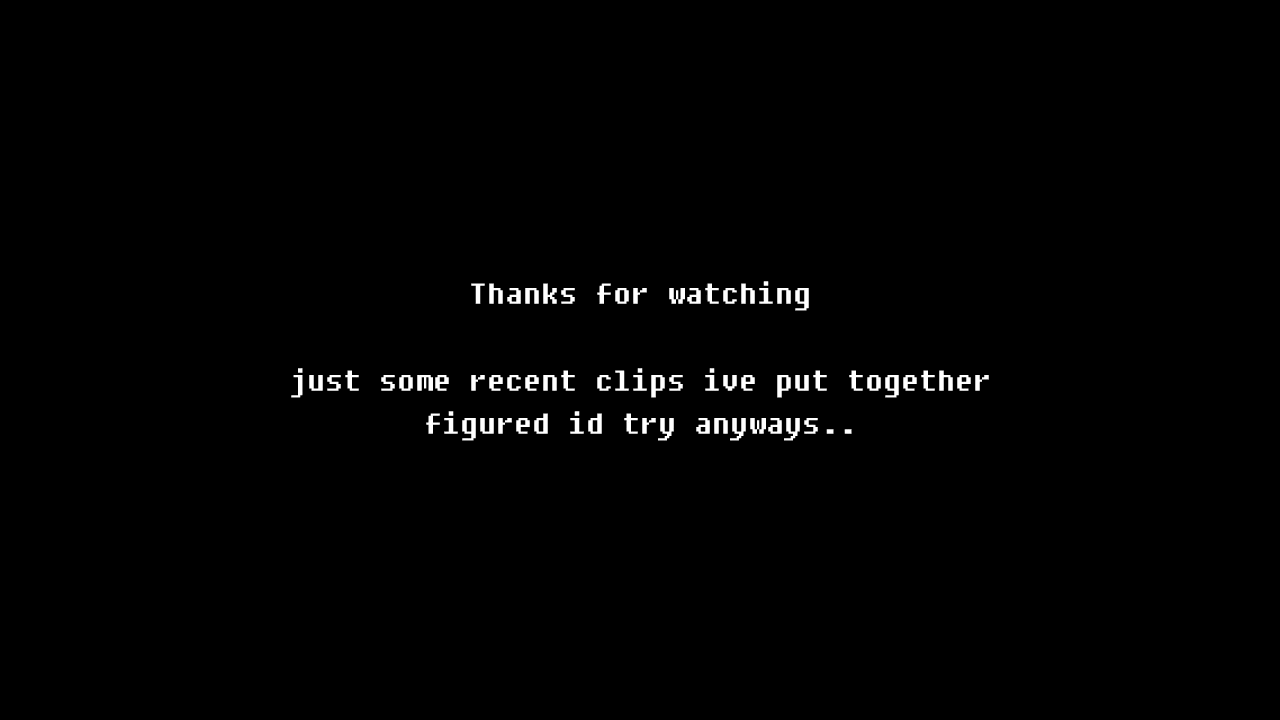 Thanks for watching
just some recent clips ive put together
figured id try anyways..